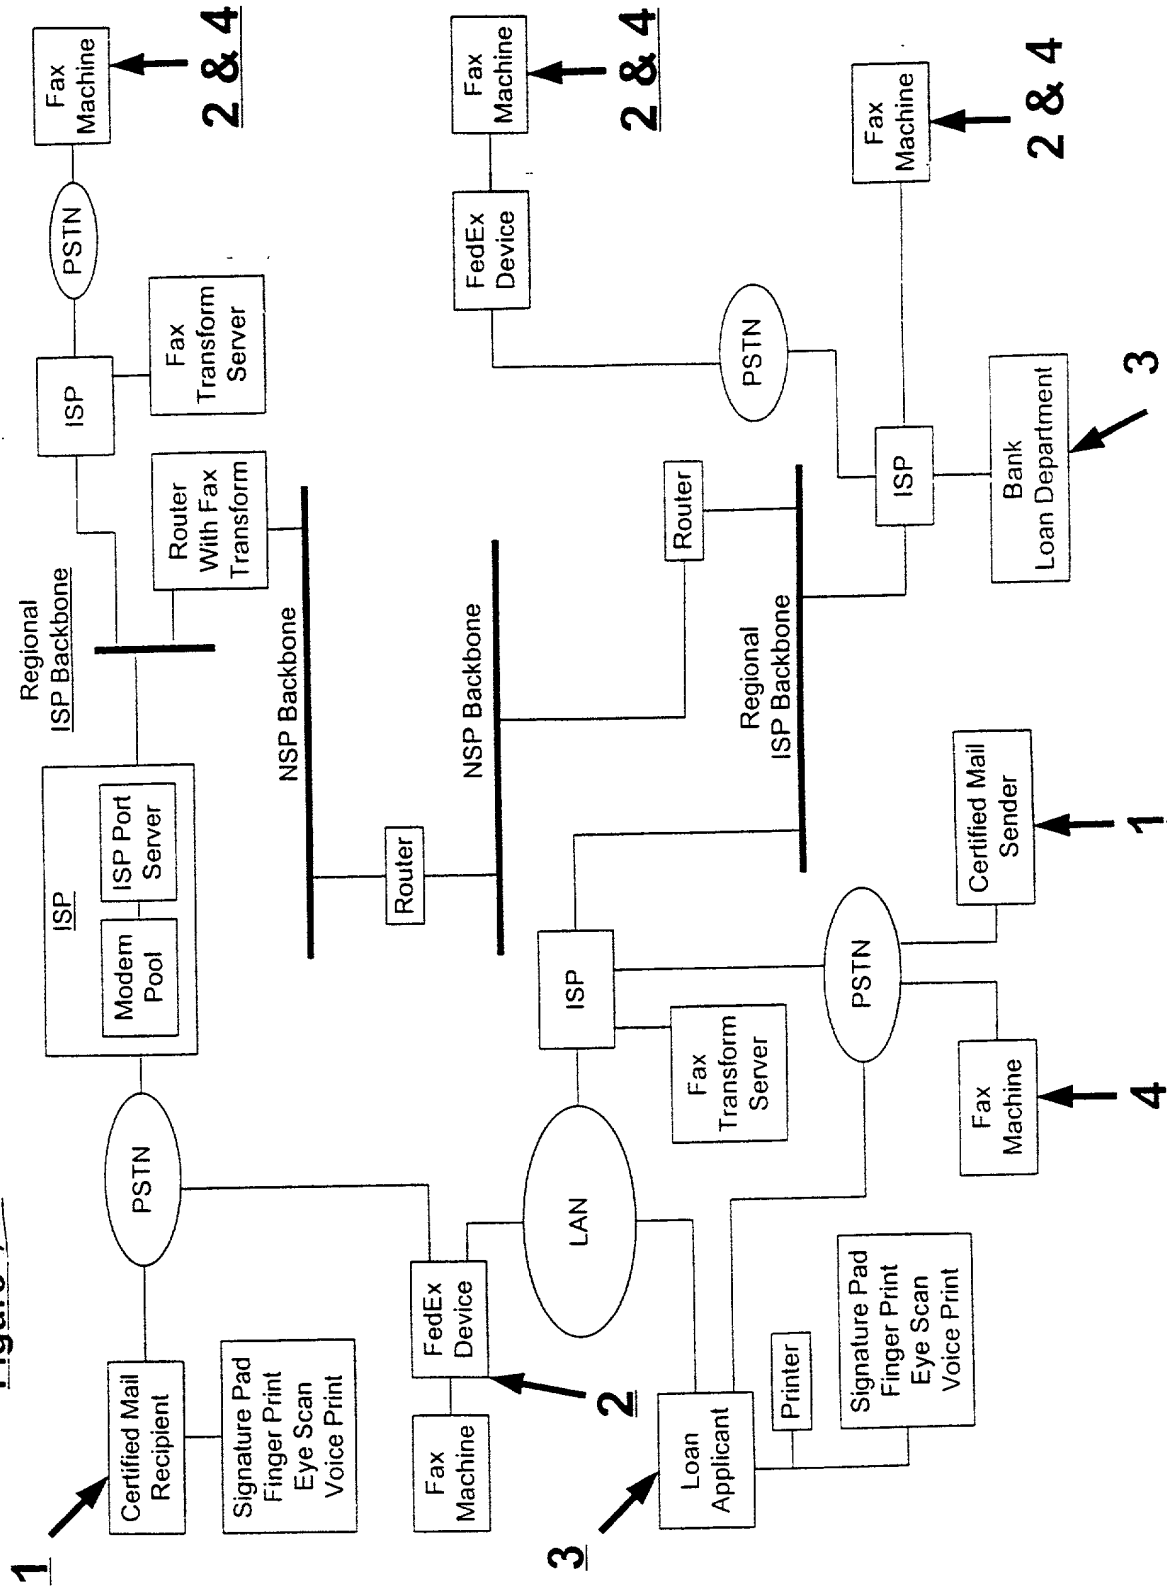 Figure
1
Certified Mail
Recipient
Signature Pad
Finger Print
Eye Scan
Voice Print
PSTN
ISP
Modem
Pool
ISP Port
Server
Regional
ISP Backbone
ISP
PSTN
Fax
Machine
2 & 4
Fax
Transform
Server
Router
With Fax
Transform
NSP Backbone
Router
Fax
Machine
FedEx
Device
2
NSP Backbone
FedEx
Device
Fax
Machine
2 & 4
3
LAN
ISP
Fax
Transform
Server
Router
PSTN
Regional
ISP Backbone
Loan
Applicant
Printer
Signature Pad
Finger Print
Eye Scan
Voice Print
PSTN
ISP
Fax
Machine
2 & 4
Fax
Machine
4
Certified Mail
Sender
1
Bank
Loan Department
3